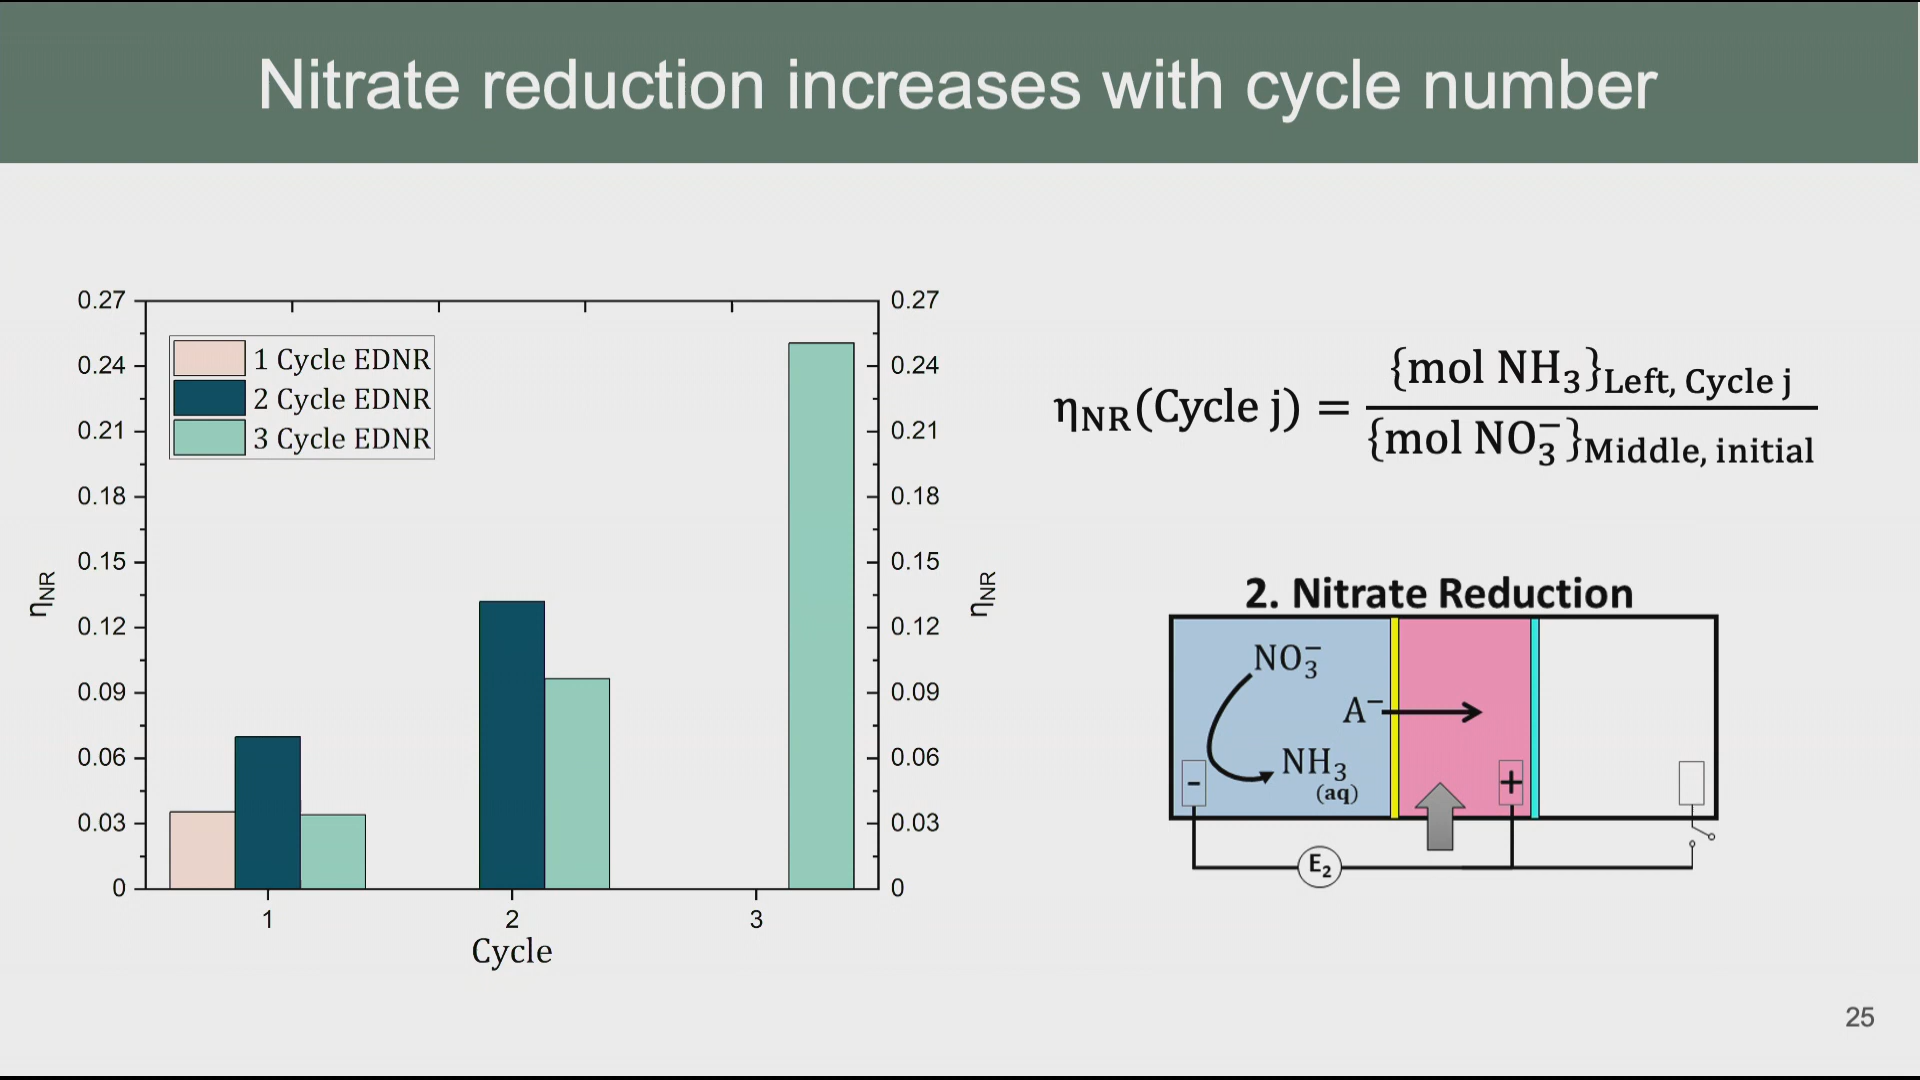 Nitrate reduction increases with cycle number
0.27
0.24
0.21
0.18
0.15
0.12
0.09
0.06
0.03
0
η_NR
1 Cycle EDNR
2 Cycle EDNR
3 Cycle EDNR
1 2 3
Cycle
0.27
0.24
0.21
0.18
0.15
0.12
0.09
0.06
0.03
0
η_NR
η_NR(Cycle j) = {mol NH₃}_Left, Cycle j / {mol NO₃⁻}_Middle, initial
2. Nitrate Reduction
NO₃⁻
A⁻
NH₃
(aq)
- +
E₂
25